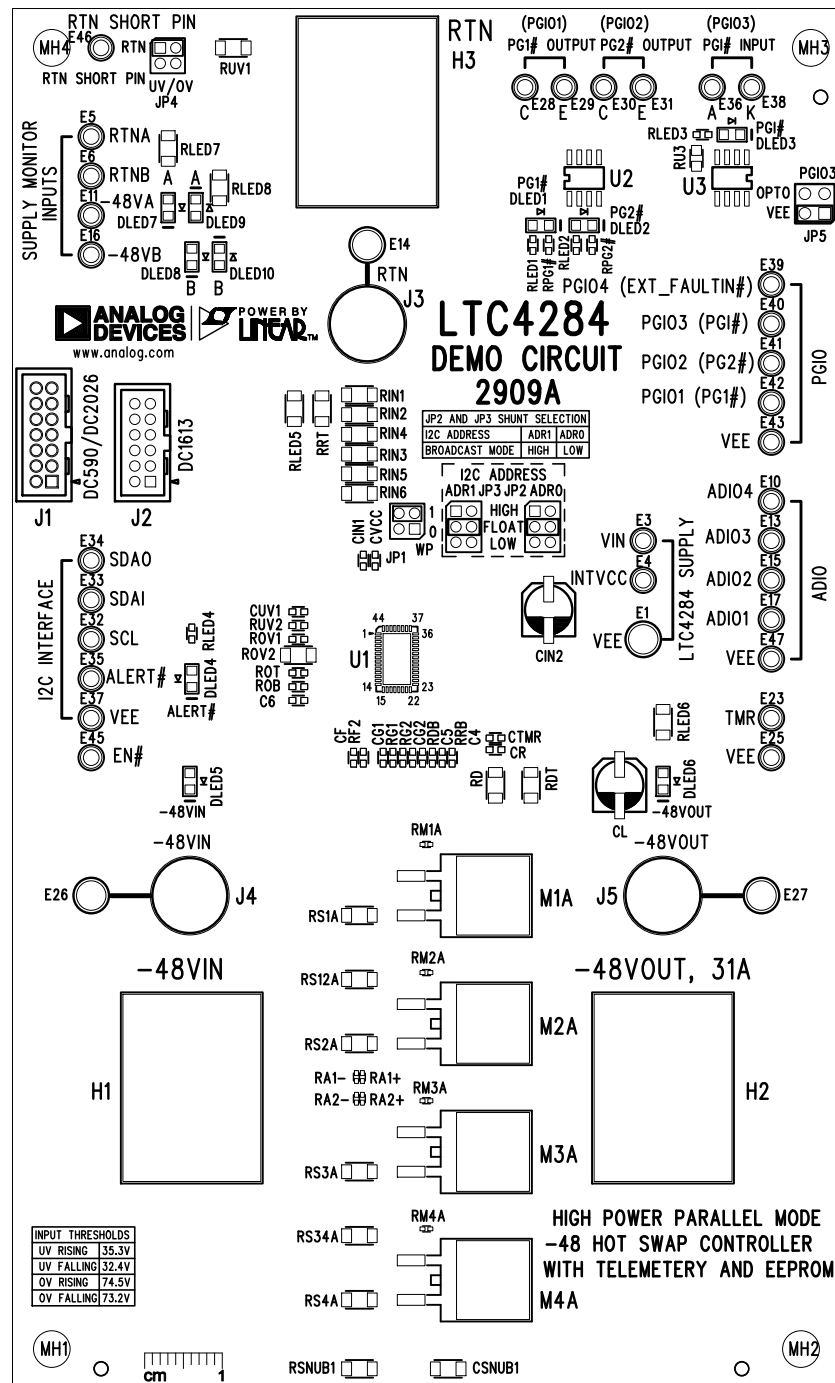 RTN SHORT PIN
MH4
E46
RTN
RTN SHORT PIN
UV/OV
JP4
RUV1
RTN
H3
(PGIO1)
(PGIO2)
(PGIO3)
PG1# OUTPUT
PG2# OUTPUT
PGI# INPUT
MH3
E28
E29
E30
E31
E36
E38
C
E
C
E
A
K
SUPPLY MONITOR
INPUTS
E5
RTNA
E6
RTNB
E11
-48VA
E16
-48VB
RLED7
RLED8
A
A
DLED7
DLED9
DLED8
DLED10
B
B
RLED3
PGI#
DLED3
RU3
U3
U2
PG1#
DLED1
PG2#
DLED2
RLED1
RPG1#
RLED2
RPG2#
PGIO3
OPTO
VEE
JP5
E14
RTN
J3
ANALOG
DEVICES
POWER BY
LINEAR™
www.analog.com
LTC4284
DEMO CIRCUIT
2909A
E39
PGIO4 (EXT_FAULTIN#)
E40
PGIO3 (PGI#)
E41
PGIO2 (PG2#)
E42
PGIO1 (PG1#)
E43
VEE
PGIO
DC590/DC2026
J1
DC1613
J2
RLED5
RRT
RIN1
RIN2
RIN4
RIN3
RIN5
RIN6
JP2 AND JP3 SHUNT SELECTION
I2C ADDRESS ADR1 ADR0
BROADCAST MODE HIGH LOW
I2C ADDRESS
ADR1 JP3 JP2 ADR0
HIGH
FLOAT
LOW
CIN1
CVCC
1
0
WP
JP1
E3
VIN
E4
INTVCC
E1
VEE
LTC4284 SUPPLY
CIN2
E10
ADIO4
E13
ADIO3
E15
ADIO2
E17
ADIO1
E47
VEE
ADIO
I2C INTERFACE
E34
SDAO
E33
SDAI
E32
SCL
E35
ALERT#
E37
VEE
E45
EN#
RLED4
DLED4
ALERT#
CUV1
RUV2
ROV1
ROV2
ROT
ROB
C6
U1
44
37
1
36
14
23
15
22
E23
TMR
E25
VEE
RLED6
CF
RF2
CG1
RG1
RG2
CG2
RDB
C5
RRB
C4
CTMR
CR
RD
RDT
DLED5
-48VIN
CL
DLED6
-48VOUT
-48VIN
E26
J4
-48VOUT
J5
E27
RM1A
M1A
RS1A
-48VIN
-48VOUT, 31A
RM2A
RS12A
M2A
RS2A
H1
H2
RA1-
RA1+
RA2-
RA2+
RM3A
M3A
RS3A
RM4A
RS34A
M4A
RS4A
INPUT THRESHOLDS
UV RISING 35.3V
UV FALLING 32.4V
OV RISING 74.5V
OV FALLING 73.2V
HIGH POWER PARALLEL MODE
-48 HOT SWAP CONTROLLER
WITH TELEMETERY AND EEPROM
MH1
cm 1
RSNUB1
CSNUB1
MH2